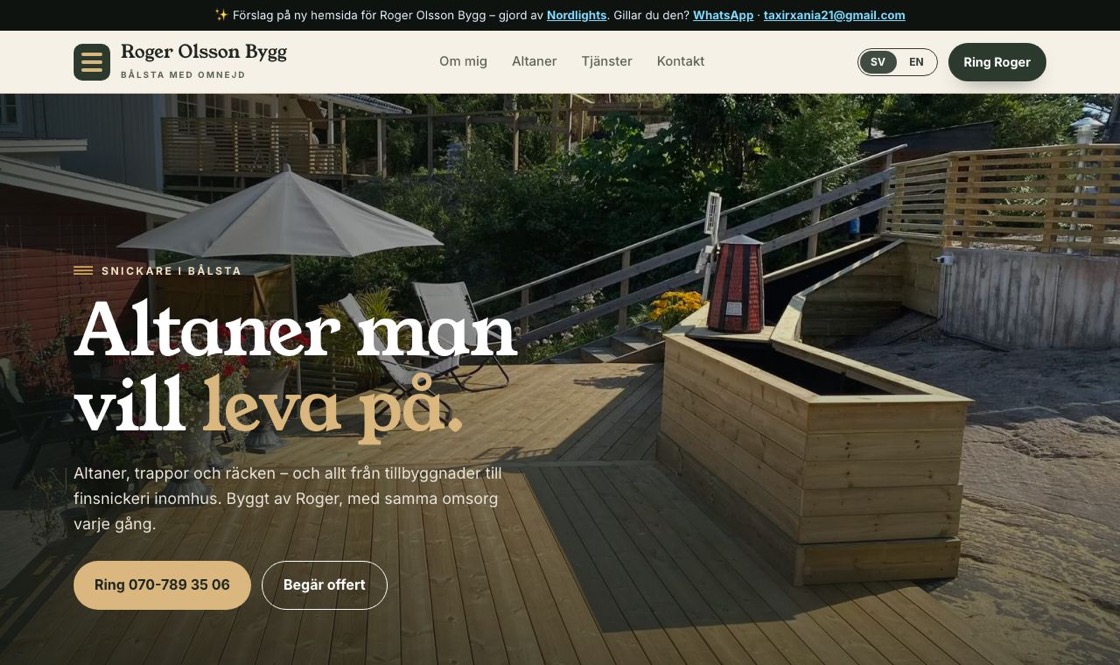 ✨ Förslag på ny hemsida för Roger Olsson Bygg – gjord av Nordlights. Gillar du den? WhatsApp · taxirxania21@gmail.com
Roger Olsson Bygg
BÅLSTA MED OMNEJD
Om mig
Altaner
Tjänster
Kontakt
SV
EN
Ring Roger
SNICKARE I BÅLSTA
Altaner man
vill leva på.
Altaner, trappor och räcken – och allt från tillbyggnader till
finsnickeri inomhus. Byggt av Roger, med samma omsorg
varje gång.
Ring 070-789 35 06
Begär offert